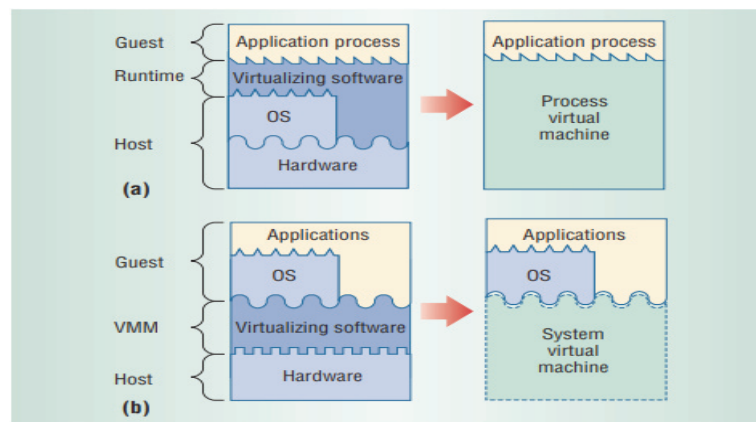 Guest
Application process
Application process
Runtime
Virtualizing software
OS
Process
virtual
machine
Host
Hardware
(a)
Applications
Applications
Guest
OS
OS
VMM
Virtualizing software
System
virtual
machine
Host
Hardware
(b)